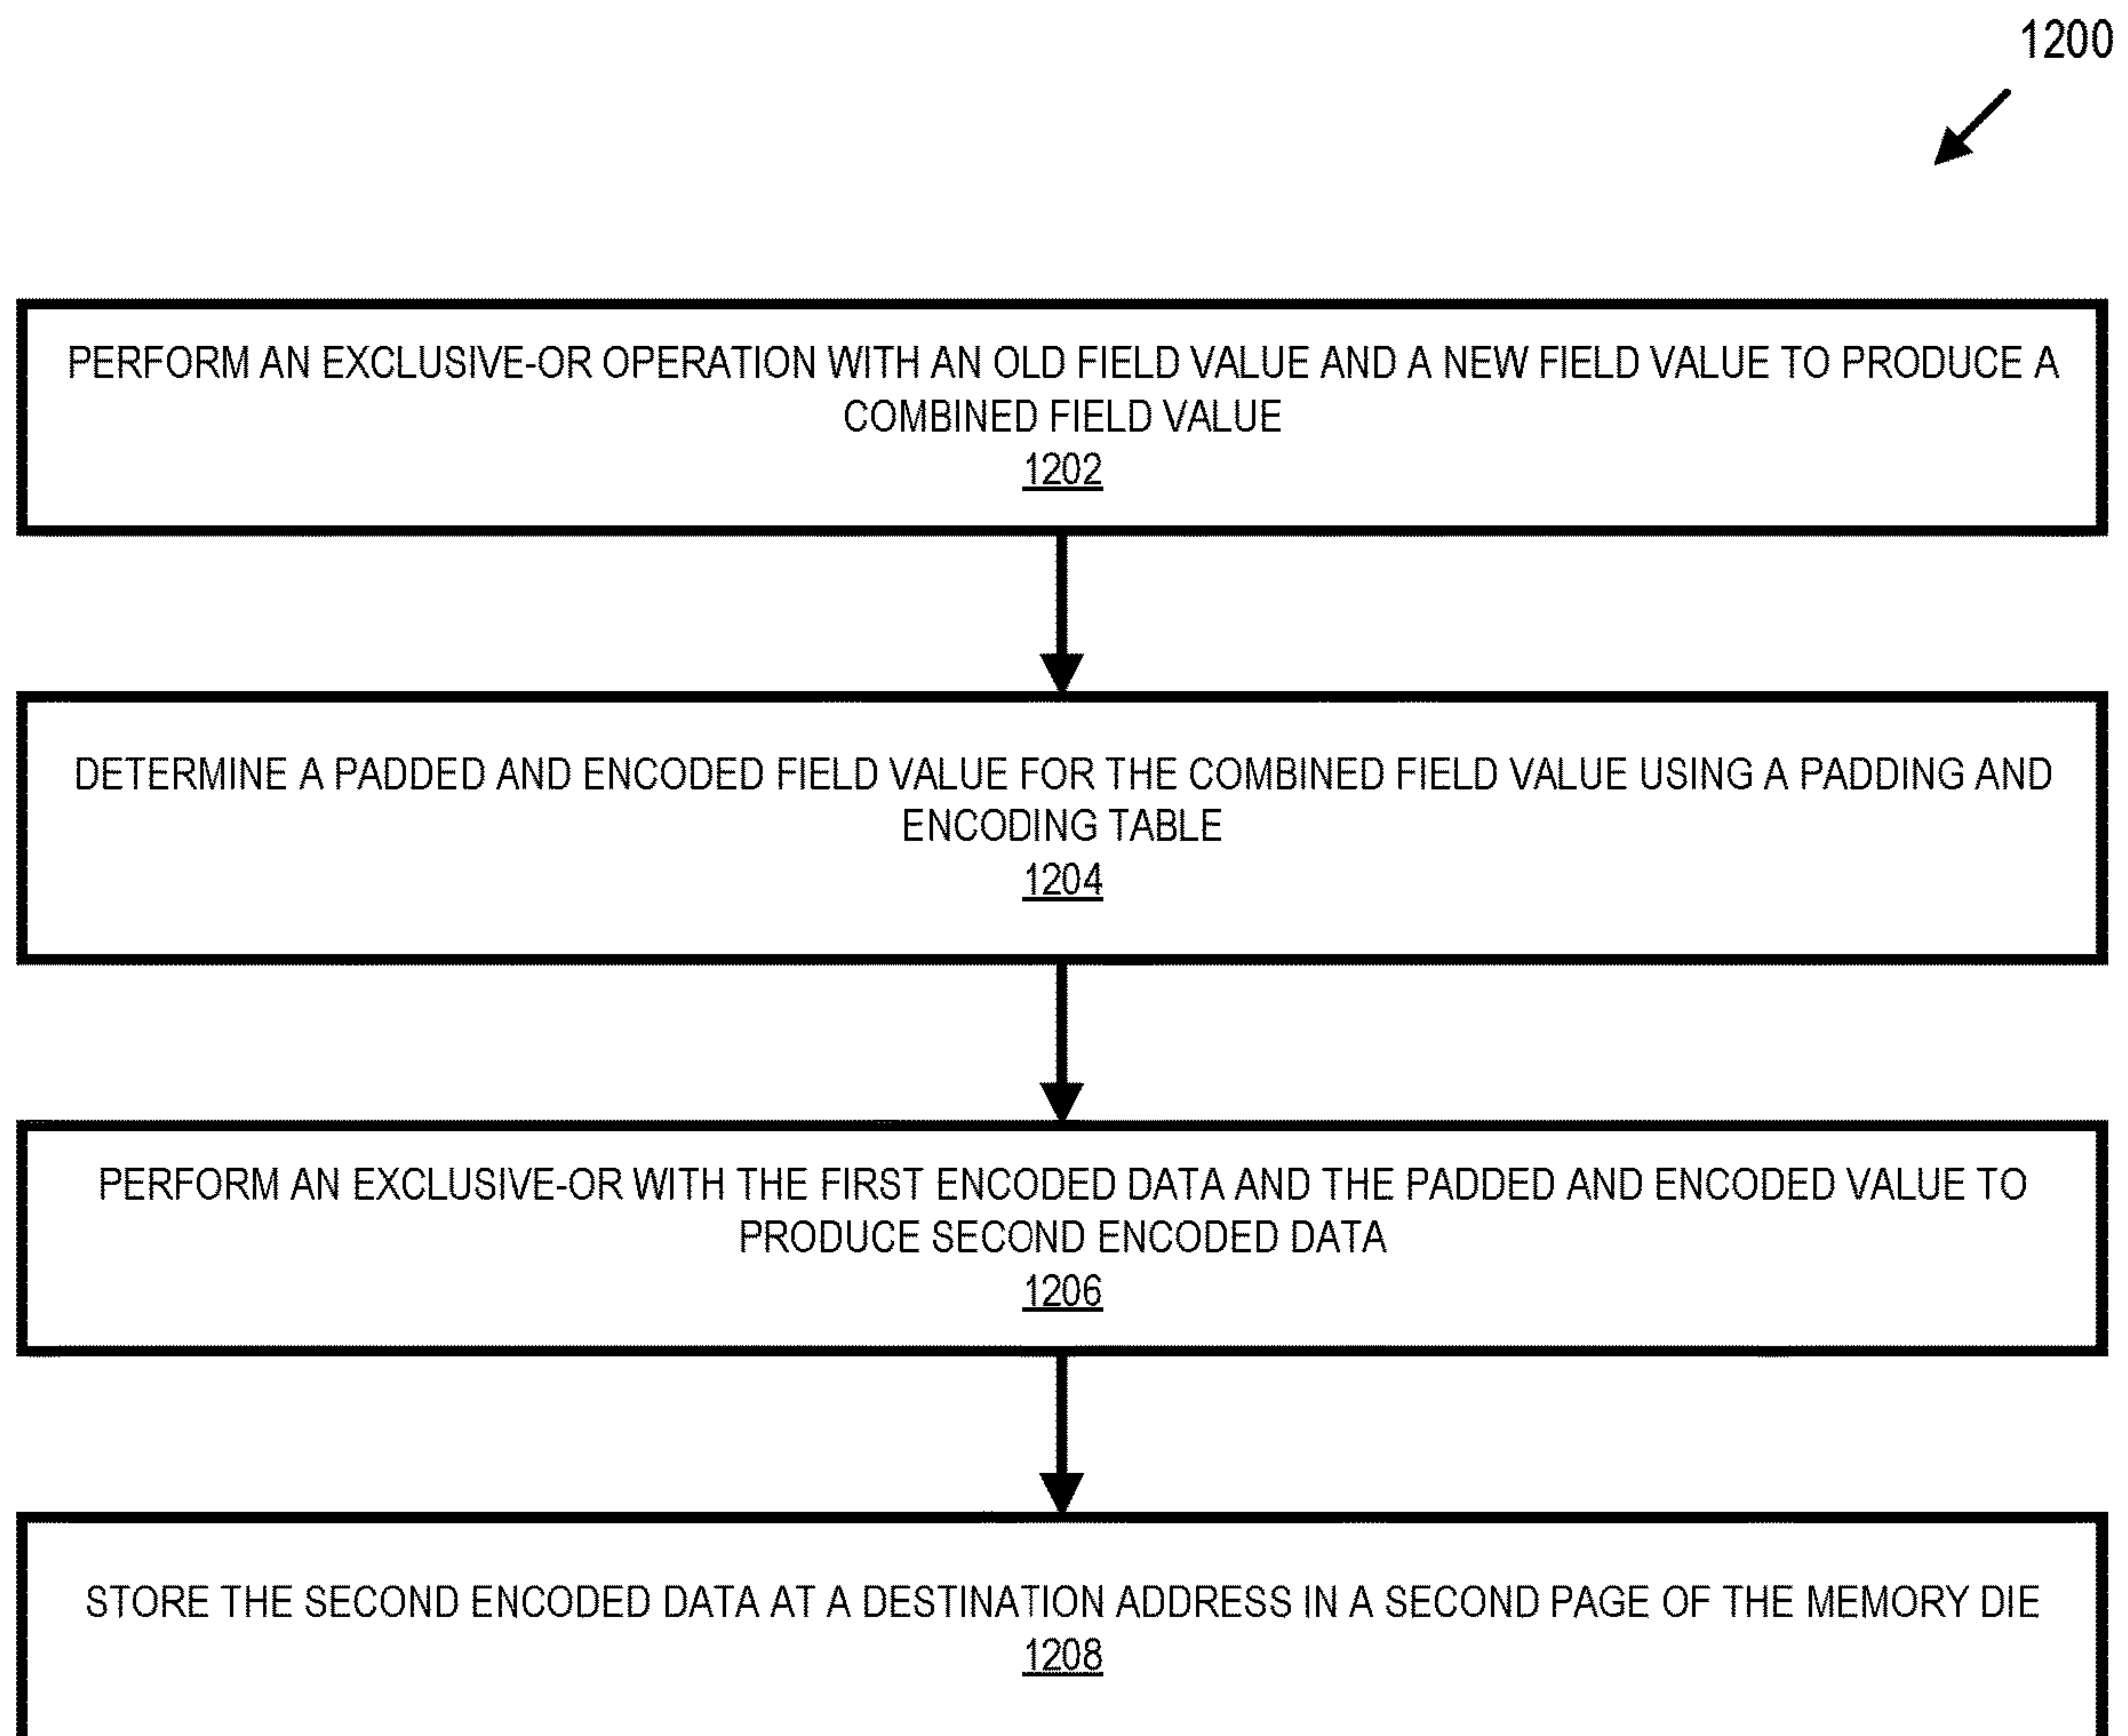 1200
PERFORM AN EXCLUSIVE-OR OPERATION WITH AN OLD FIELD VALUE AND A NEW FIELD VALUE TO PRODUCE A
COMBINED FIELD VALUE
1202
DETERMINE A PADDED AND ENCODED FIELD VALUE FOR THE COMBINED FIELD VALUE USING A PADDING AND
ENCODING TABLE
1204
PERFORM AN EXCLUSIVE-OR WITH THE FIRST ENCODED DATA AND THE PADDED AND ENCODED VALUE TO
PRODUCE SECOND ENCODED DATA
1206
STORE THE SECOND ENCODED DATA AT A DESTINATION ADDRESS IN A SECOND PAGE OF THE MEMORY DIE
1208